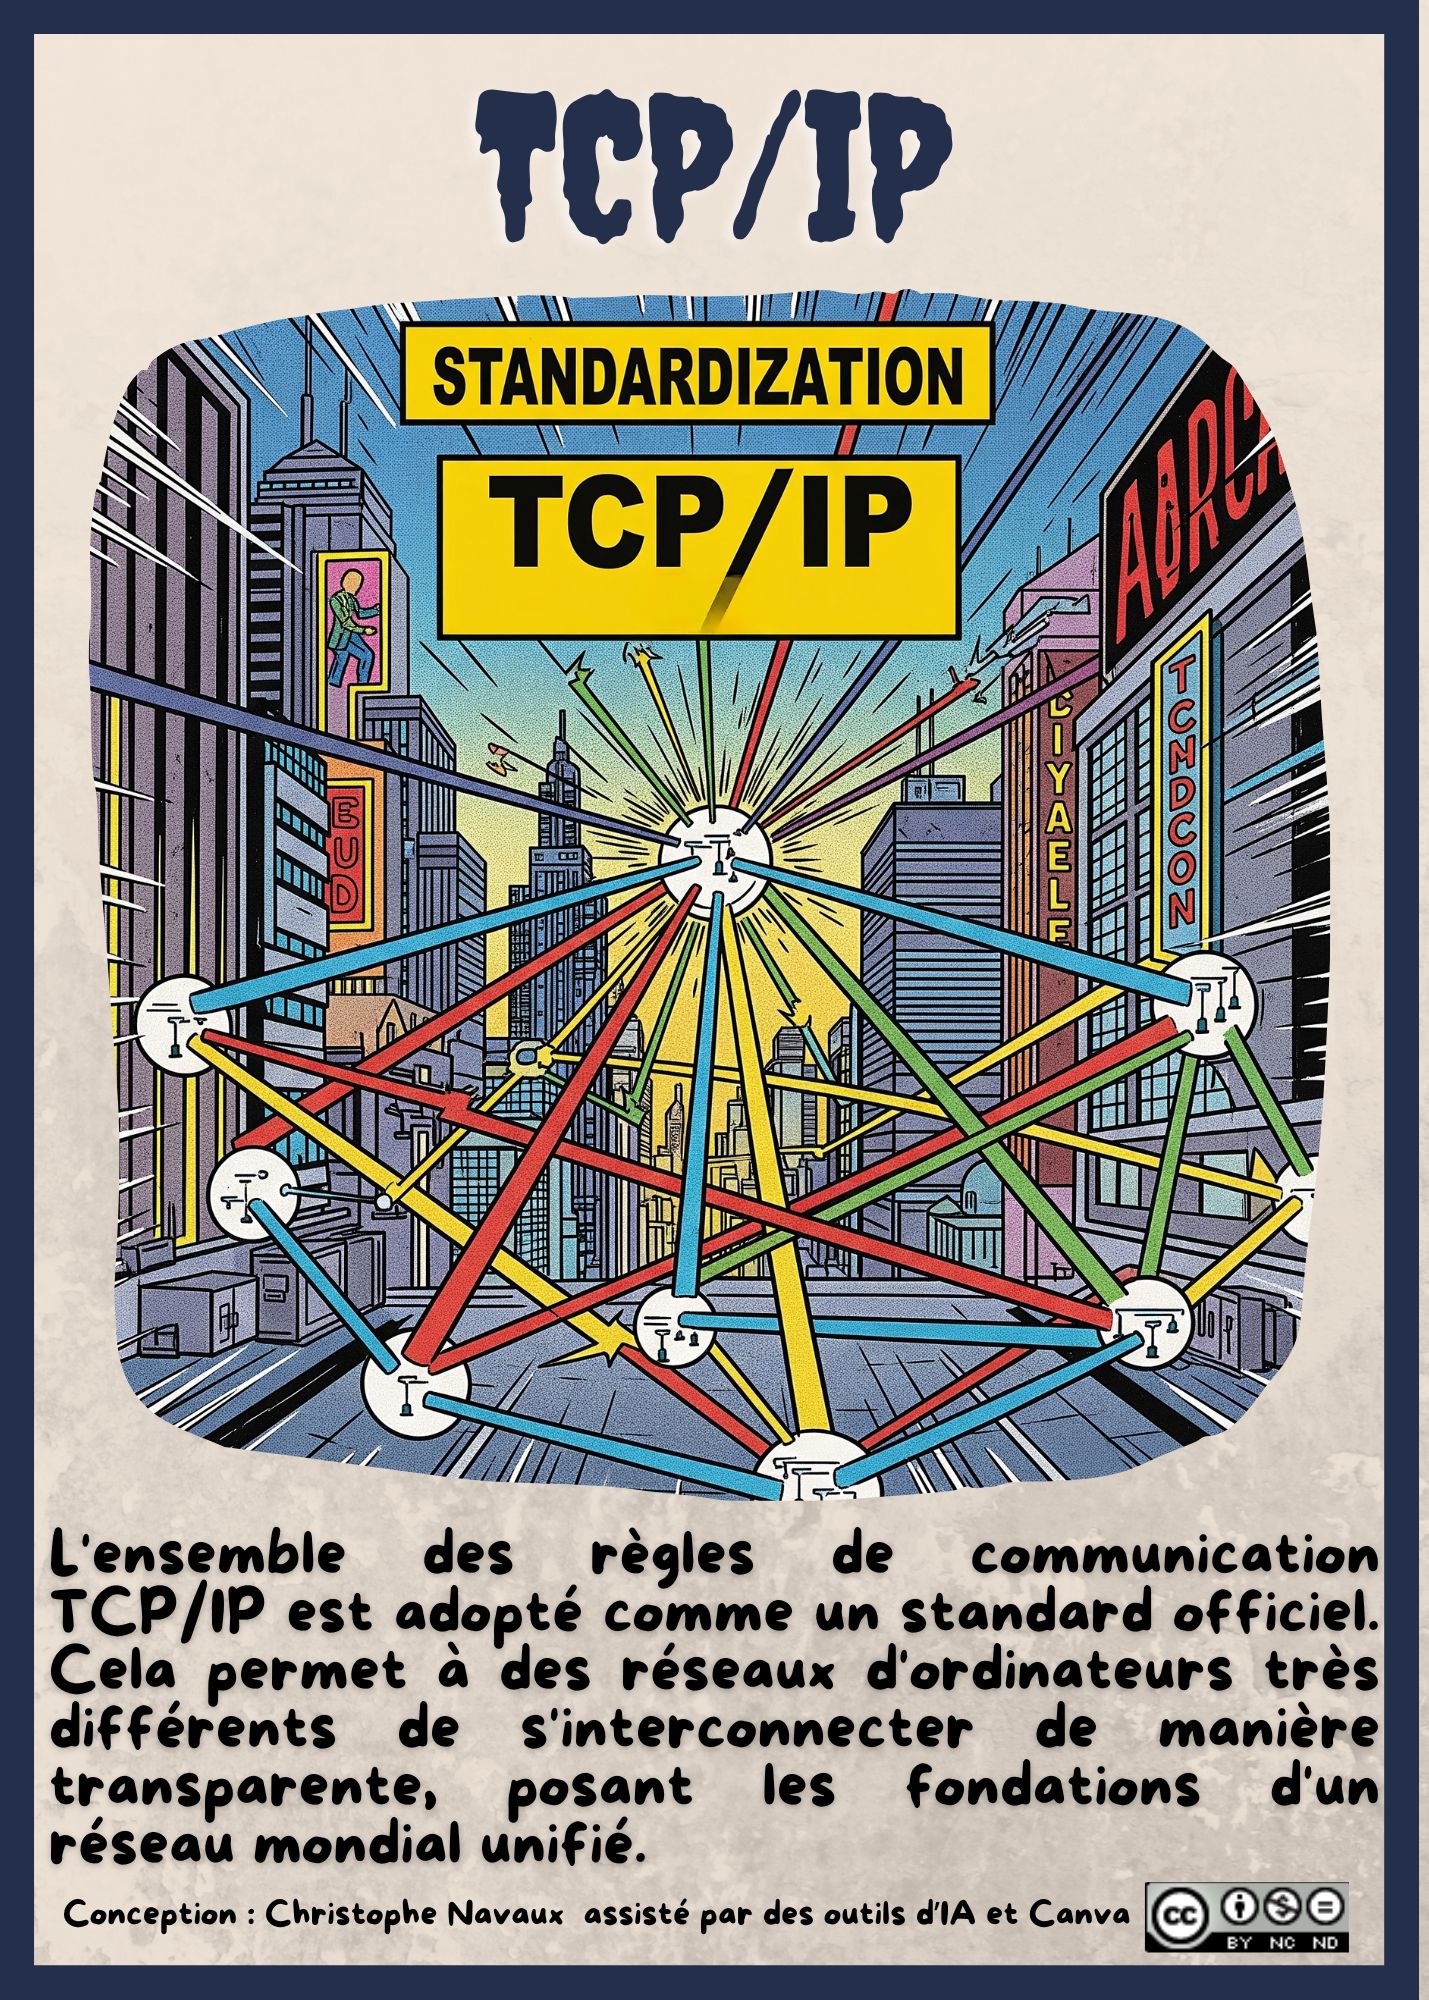 TCP/IP
STANDARDIZATION
TCP/IP
EUD
CIYAELE
TCNDCON
L'ensemble des règles de communication
TCP/IP est adopté comme un standard officiel.
Cela permet à des réseaux d'ordinateurs très
différents de s'interconnecter de manière
transparente, posant les fondations d'un
réseau mondial unifié.
Conception : Christophe Navaux assisté par des outils d'IA et Canva
cc
BY NC ND